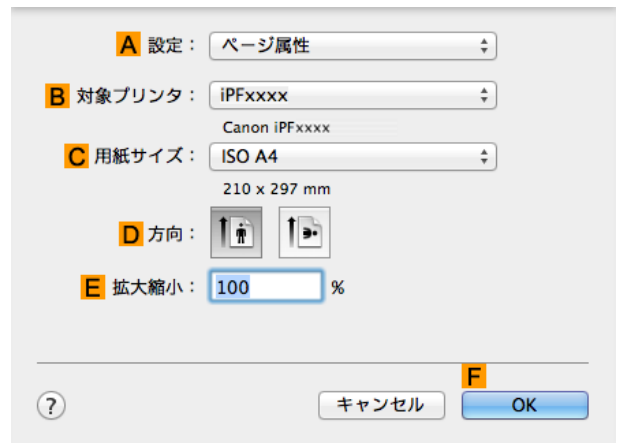 A 設定： ページ属性
B 対象プリンタ： iPFxxxx
Canon iPFxxxx
C 用紙サイズ： ISO A4
210 x 297 mm
D 方向：
E 拡大縮小： 100 %
F
? キャンセル OK